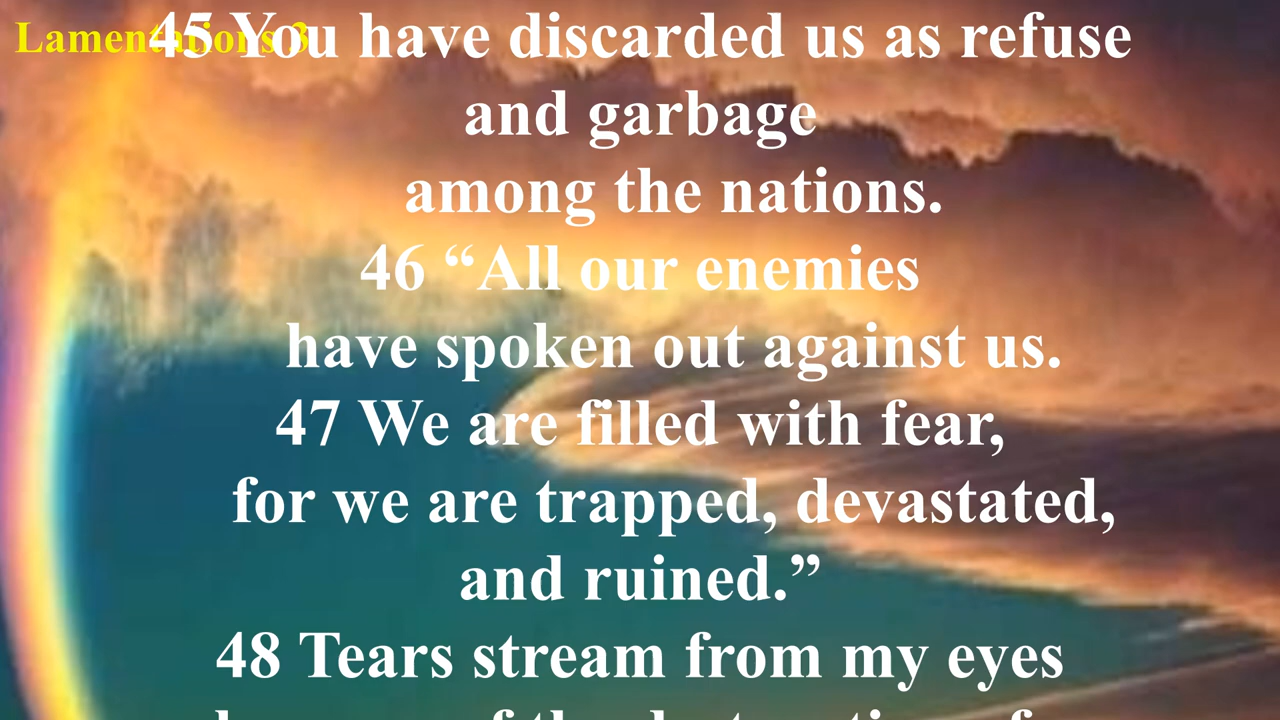 Lamentations 3
45 You have discarded us as refuse
and garbage
among the nations.
46 “All our enemies
have spoken out against us.
47 We are filled with fear,
for we are trapped, devastated,
and ruined.”
48 Tears stream from my eyes